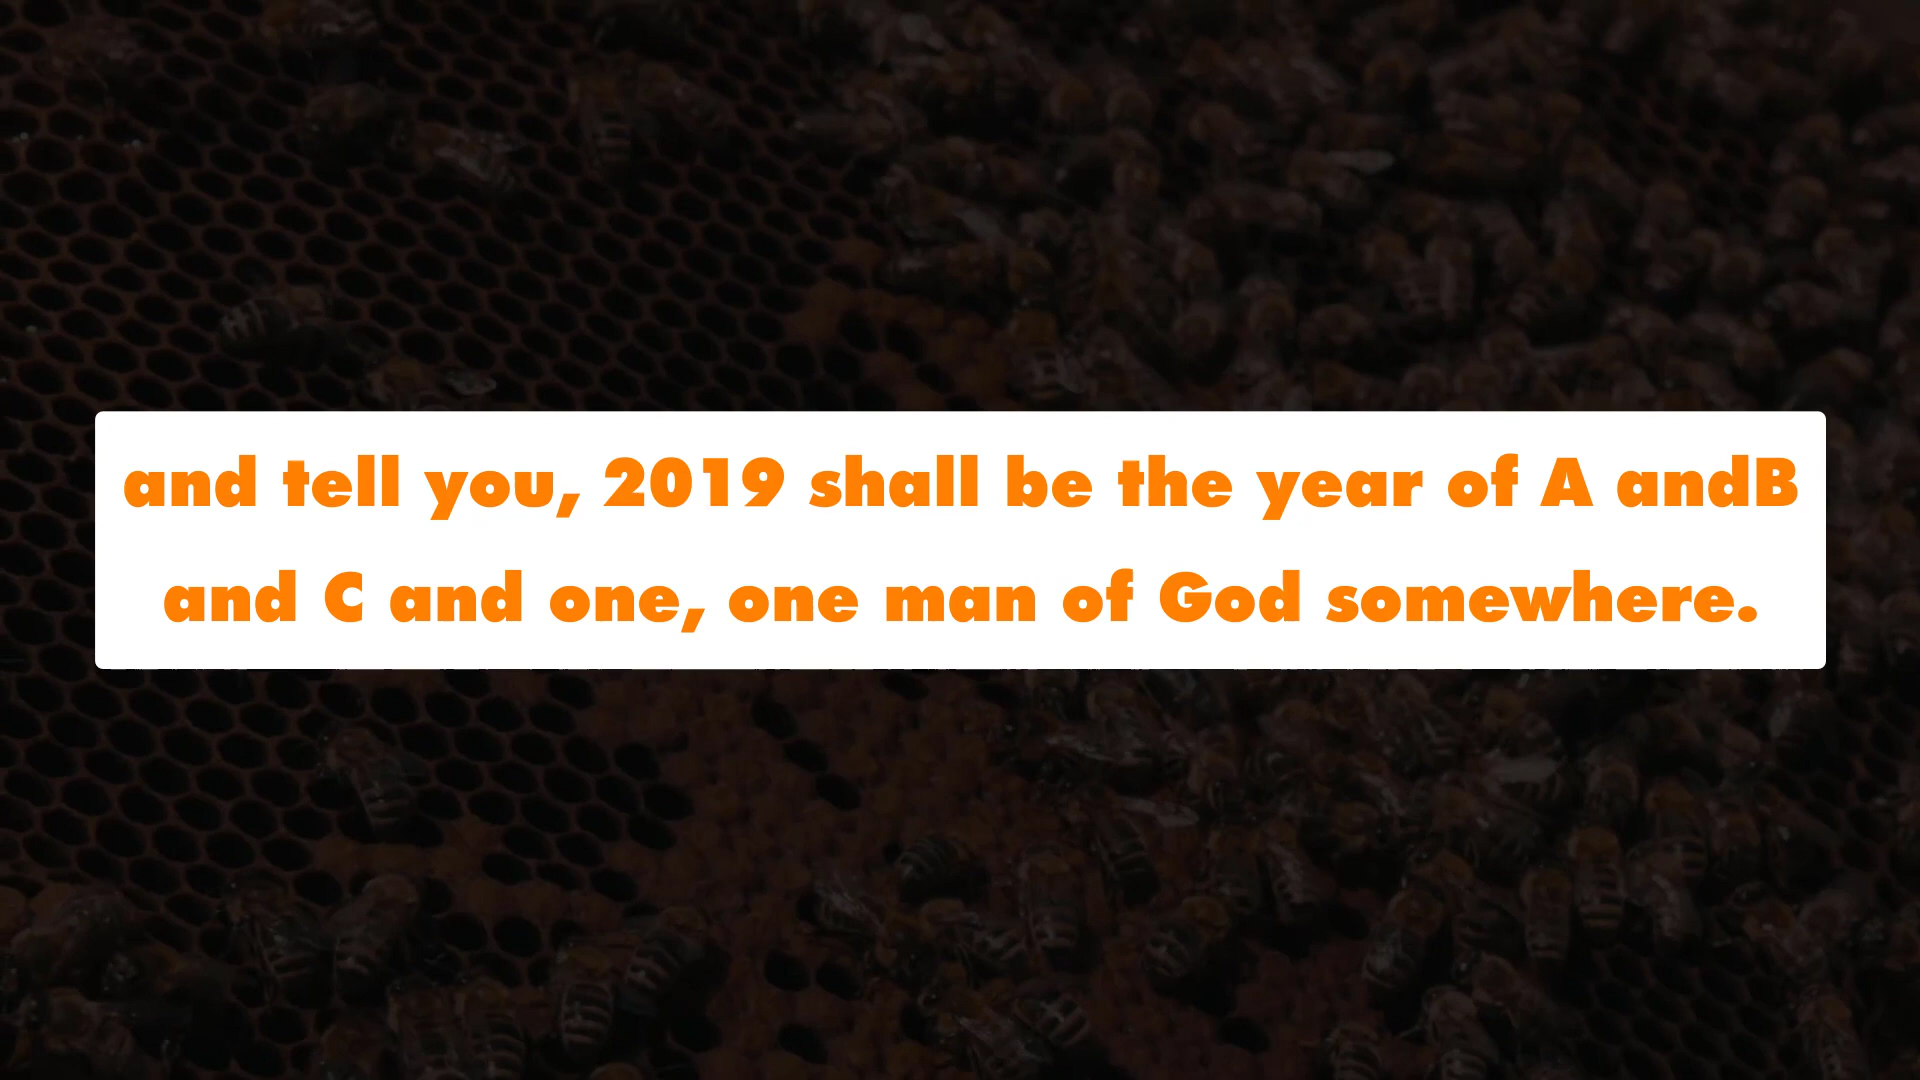 and tell you, 2019 shall be the year of A andB
and C and one, one man of God somewhere.